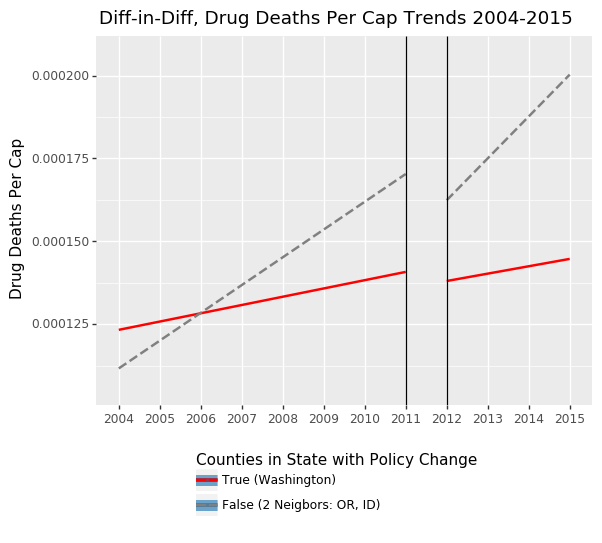 Diff-in-Diff, Drug Deaths Per Cap Trends 2004-2015
Drug Deaths Per Cap
0.000200
0.000175
0.000150
0.000125
2004 2005 2006 2007 2008 2009 2010 2011 2012 2013 2014 2015
Counties in State with Policy Change
True (Washington)
False (2 Neigbors: OR, ID)